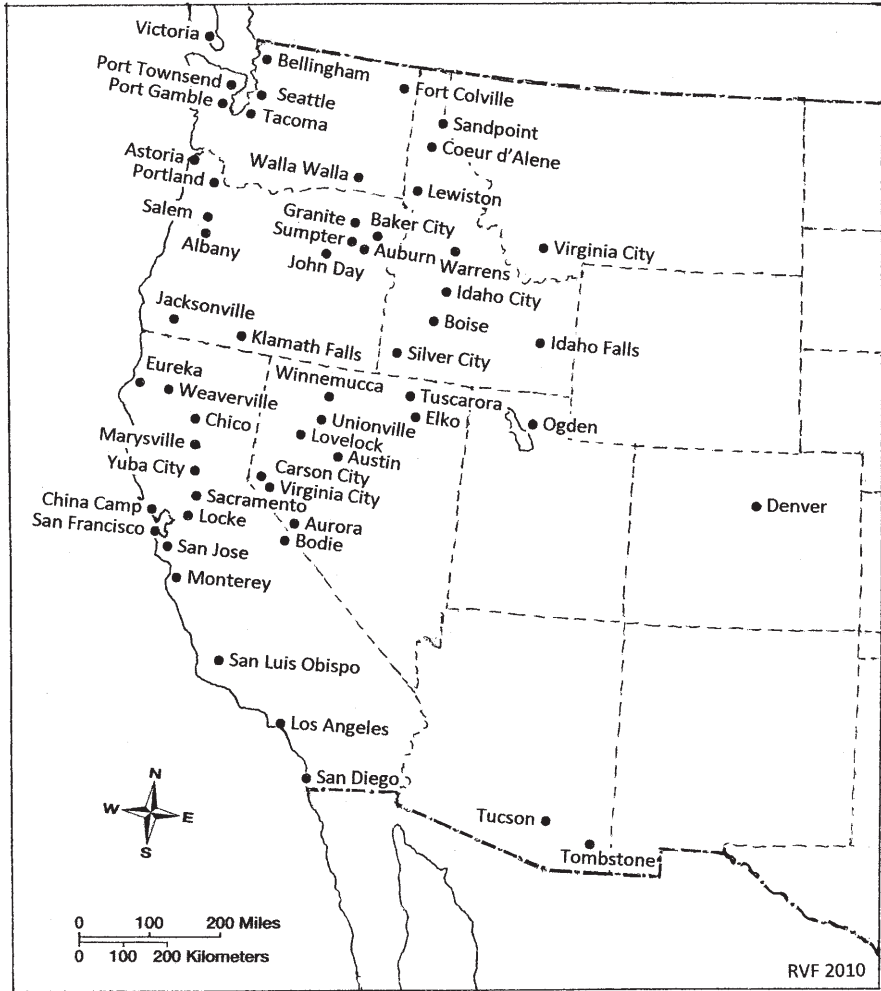 Victoria
Bellingham
Port Townsend
Fort Colville
Port Gamble
Seattle
Tacoma
Sandpoint
Coeur d'Alene
Astoria
Walla Walla
Portland
Lewiston
Salem
Granite
Baker City
Sumpter
Albany
Auburn
Virginia City
John Day
Warrens
Idaho City
Jacksonville
Boise
Klamath Falls
Idaho Falls
Silver City
Eureka
Winnemucca
Weaverville
Tuscarora
Chico
Unionville
Elko
Ogden
Marysville
Lovelock
Austin
Yuba City
Carson City
Virginia City
Sacramento
China Camp
Denver
Locke
San Francisco
Aurora
San Jose
Bodie
Monterey
San Luis Obispo
Los Angeles
San Diego
N
W
E
S
Tucson
Tombstone
0 100 200 Miles
0 100 200 Kilometers
RVF 2010